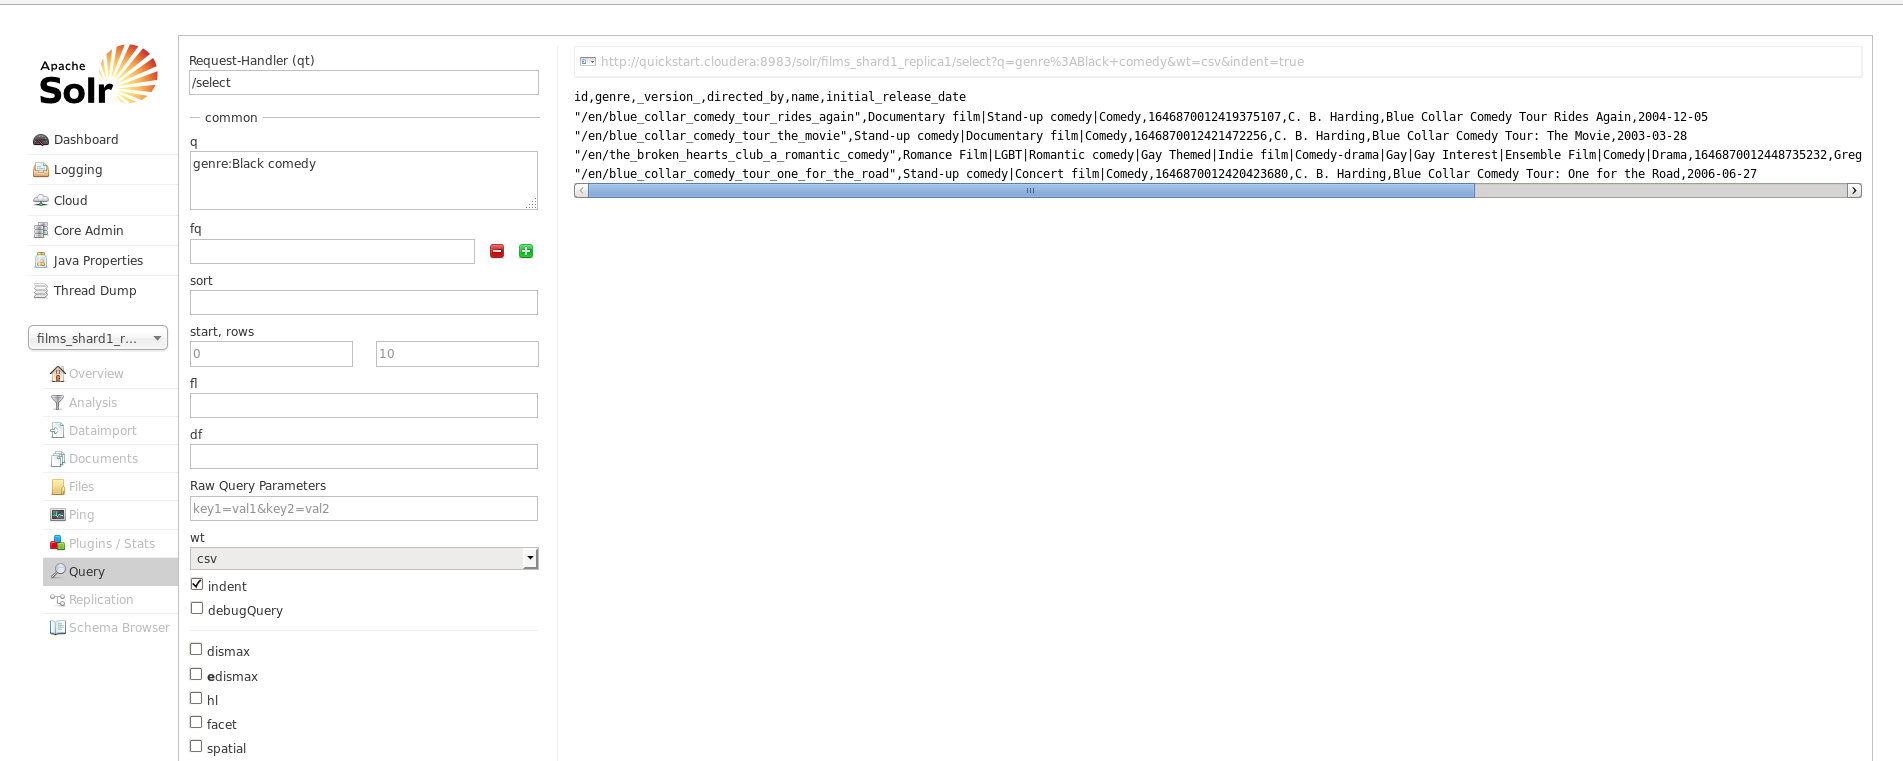 Apache
Solr
Dashboard
Logging
Cloud
Core Admin
Java Properties
Thread Dump
films_shard1_r...
Overview
Analysis
Dataimport
Documents
Files
Ping
Plugins / Stats
Query
Replication
Schema Browser
Request-Handler (qt)
/select
common
q
genre:Black comedy
fq
sort
start, rows
0 10
fl
df
Raw Query Parameters
key1=val1&key2=val2
wt
csv
indent
debugQuery
dismax
edismax
hl
facet
spatial
http://quickstart.cloudera:8983/solr/films_shard1_replica1/select?q=genre%3ABlack+comedy&wt=csv&indent=true
id,genre,_version_,directed_by,name,initial_release_date
"/en/blue_collar_comedy_tour_rides_again",Documentary film|Stand-up comedy|Comedy,1646870012419375107,C. B. Harding,Blue Collar Comedy Tour Rides Again,2004-12-05
"/en/blue_collar_comedy_tour_the_movie",Stand-up comedy|Documentary film|Comedy,1646870012421472256,C. B. Harding,Blue Collar Comedy Tour: The Movie,2003-03-28
"/en/the_broken_hearts_club_a_romantic_comedy",Romance Film|LGBT|Romantic comedy|Gay Themed|Indie film|Comedy-drama|Gay|Gay Interest|Ensemble Film|Comedy|Drama,1646870012448735232,Greg
"/en/blue_collar_comedy_tour_one_for_the_road",Stand-up comedy|Concert film|Comedy,1646870012420423680,C. B. Harding,Blue Collar Comedy Tour: One for the Road,2006-06-27